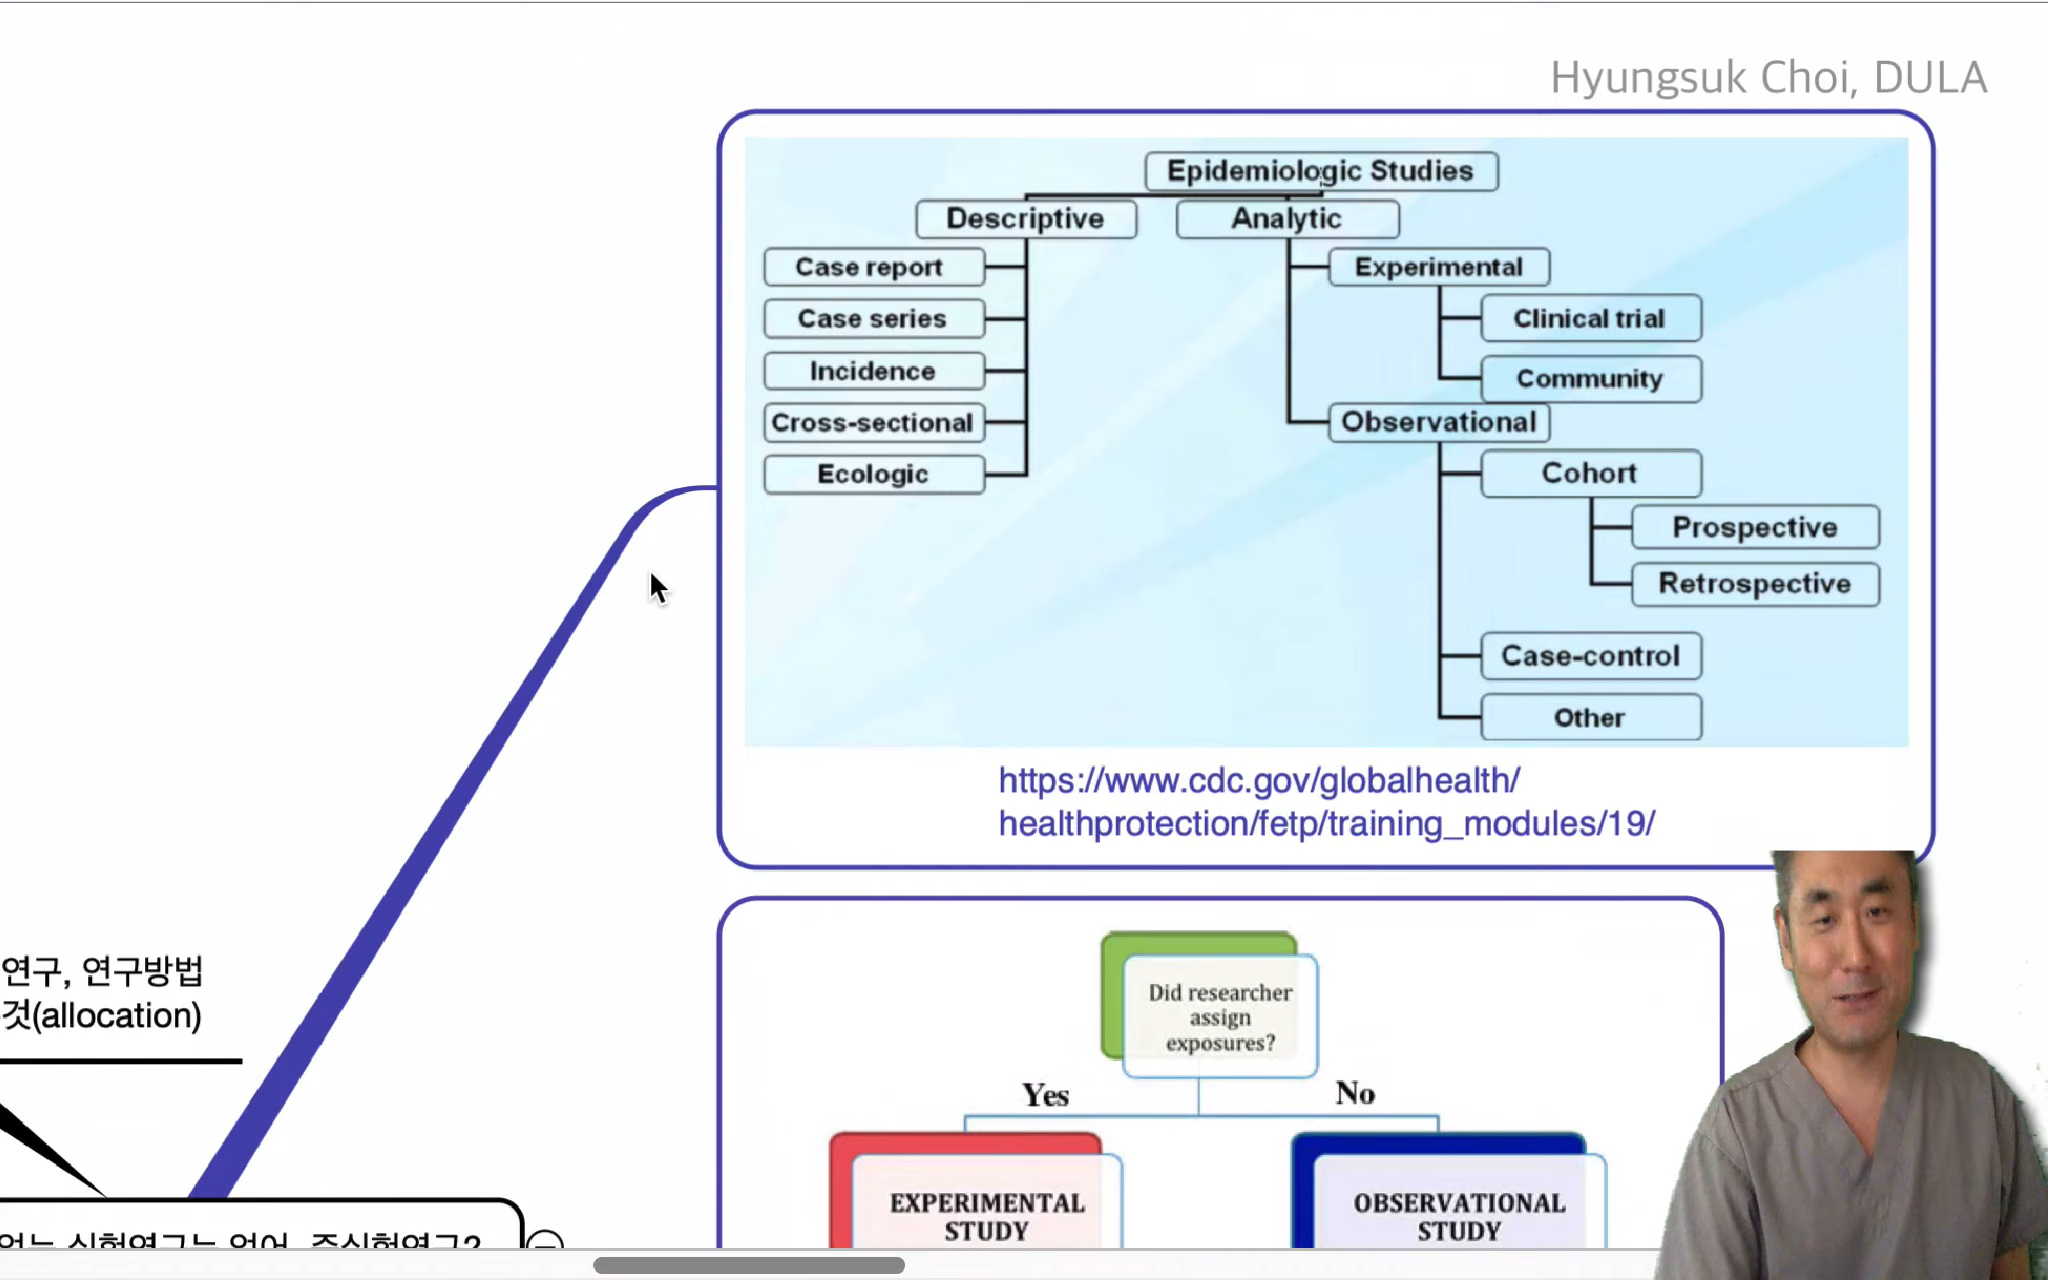 Hyungsuk Choi, DULA
Epidemiologic Studies
Descriptive
Analytic
Case report
Case series
Incidence
Cross-sectional
Ecologic
Experimental
Clinical trial
Community
Observational
Cohort
Prospective
Retrospective
Case-control
Other
https://www.cdc.gov/globalhealth/
healthprotection/fetp/training_modules/19/
연구, 연구방법
것(allocation)
Did researcher
assign
exposures?
Yes
No
EXPERIMENTAL
STUDY
OBSERVATIONAL
STUDY